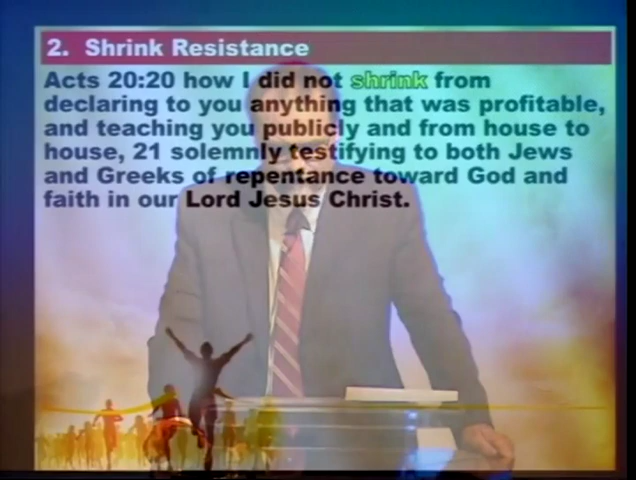 2. Shrink Resistance
Acts 20:20 how I did not shrink from
declaring to you anything that was profitable,
and teaching you publicly and from house to
house, 21 solemnly testifying to both Jews
and Greeks of repentance toward God and
faith in our Lord Jesus Christ.